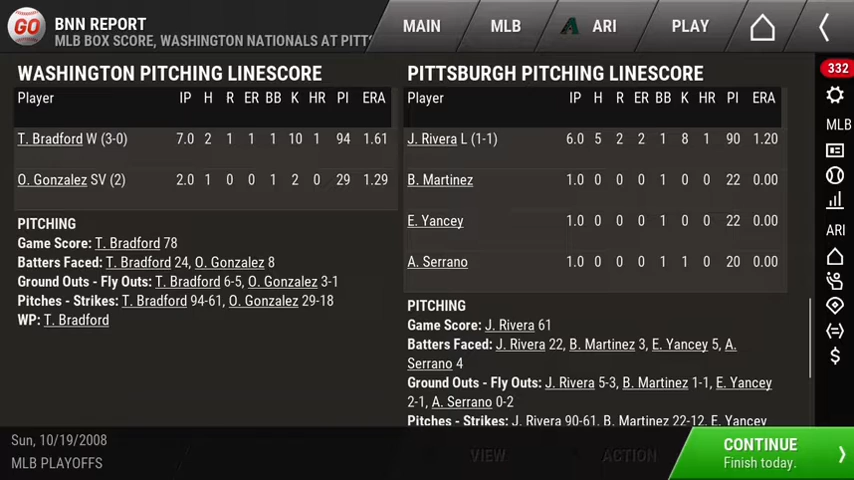 GO
BNN REPORT
MLB BOX SCORE, WASHINGTON NATIONALS AT PITT
MAIN
MLB
ARI
PLAY
WASHINGTON PITCHING LINESCORE
Player IP H R ER BB K HR PI ERA
T. Bradford W (3-0) 7.0 2 1 1 1 10 1 94 1.61
O. Gonzalez SV (2) 2.0 1 0 0 1 2 0 29 1.29
PITCHING
Game Score: T. Bradford 78
Batters Faced: T. Bradford 24, O. Gonzalez 8
Ground Outs - Fly Outs: T. Bradford 6-5, O. Gonzalez 3-1
Pitches - Strikes: T. Bradford 94-61, O. Gonzalez 29-18
WP: T. Bradford
PITTSBURGH PITCHING LINESCORE
Player IP H R ER BB K HR PI ERA
J. Rivera L (1-1) 6.0 5 2 2 1 8 1 90 1.20
B. Martinez 1.0 0 0 0 1 0 0 22 0.00
E. Yancey 1.0 0 0 0 1 0 0 22 0.00
A. Serrano 1.0 0 0 0 1 1 0 20 0.00
PITCHING
Game Score: J. Rivera 61
Batters Faced: J. Rivera 22, B. Martinez 3, E. Yancey 5, A.
Serrano 4
Ground Outs - Fly Outs: J. Rivera 5-3, B. Martinez 1-1, E. Yancey
2-1, A. Serrano 0-2
Pitches - Strikes: J. Rivera 90-61, B. Martinez 22-12, E. Yancey
332
MLB
ARI
$
Sun, 10/19/2008
MLB PLAYOFFS
VIEW
ACTION
CONTINUE
Finish today.